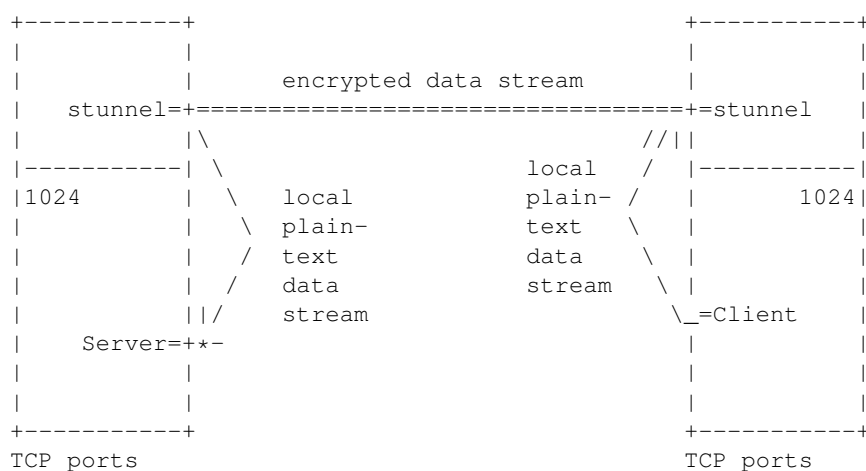 +-----------+                                   +-----------+
|           |                                   |           |
|           |      encrypted data stream        |           |
|   stunnel=+==================================+=stunnel   |
|           |\                               //||           |
|-----------| \                     local   /  |-----------|
|1024       |  \   local                plain- /   |       1024|
|           |   \  plain-               text   \   |           |
|           |   /  text                 data    \  |           |
|           |  /   data                 stream   \ |           |
|           ||/    stream                     \_=Client    |
|    Server=+*-                                 |           |
|           |                                   |           |
|           |                                   |           |
+-----------+                                   +-----------+
TCP ports                                       TCP ports